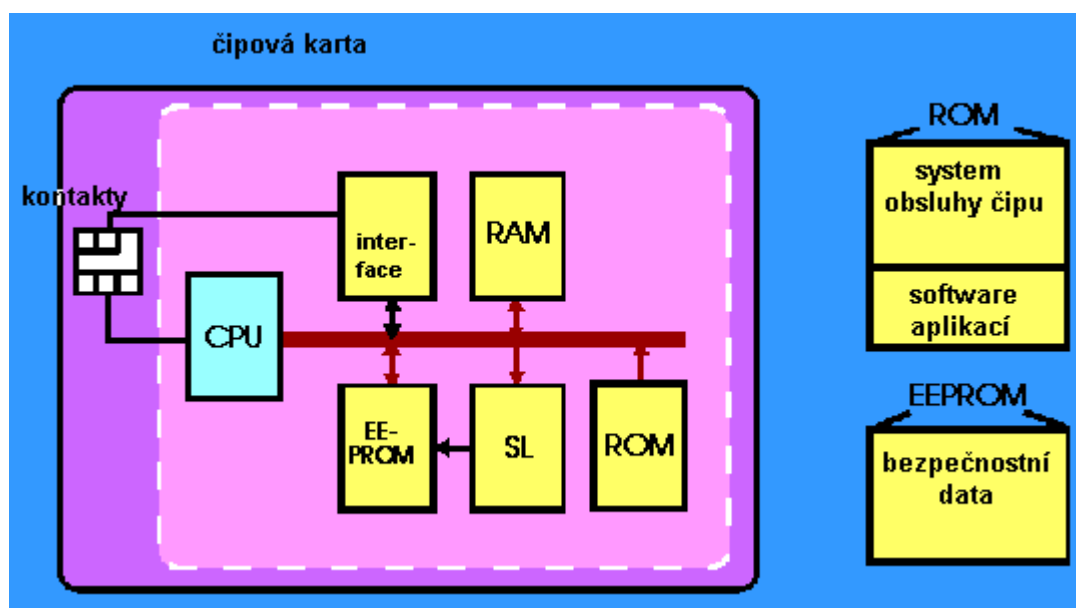 čipová karta
kontakty
inter-
face
RAM
CPU
EE-
PROM
SL
ROM
ROM
system
obsluhy čipu
software
aplikací
EEPROM
bezpečnostní
data